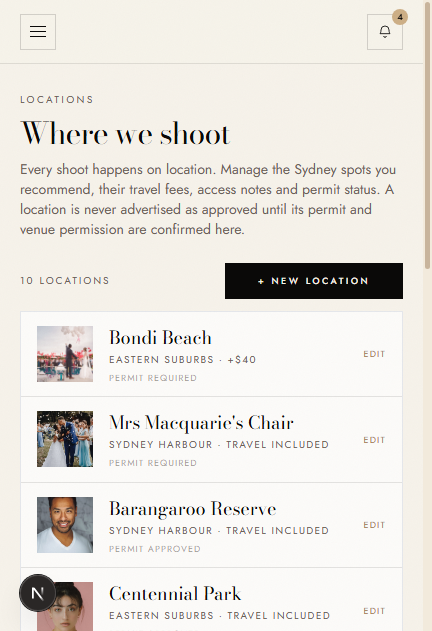 4
LOCATIONS
Where we shoot
Every shoot happens on location. Manage the Sydney spots you
recommend, their travel fees, access notes and permit status. A
location is never advertised as approved until its permit and
venue permission are confirmed here.
10 LOCATIONS
+ NEW LOCATION
Bondi Beach
EASTERN SUBURBS · +$40
PERMIT REQUIRED
EDIT
Mrs Macquarie's Chair
SYDNEY HARBOUR · TRAVEL INCLUDED
PERMIT REQUIRED
EDIT
Barangaroo Reserve
SYDNEY HARBOUR · TRAVEL INCLUDED
PERMIT APPROVED
EDIT
Centennial Park
EASTERN SUBURBS · TRAVEL INCLUDED
EDIT
N